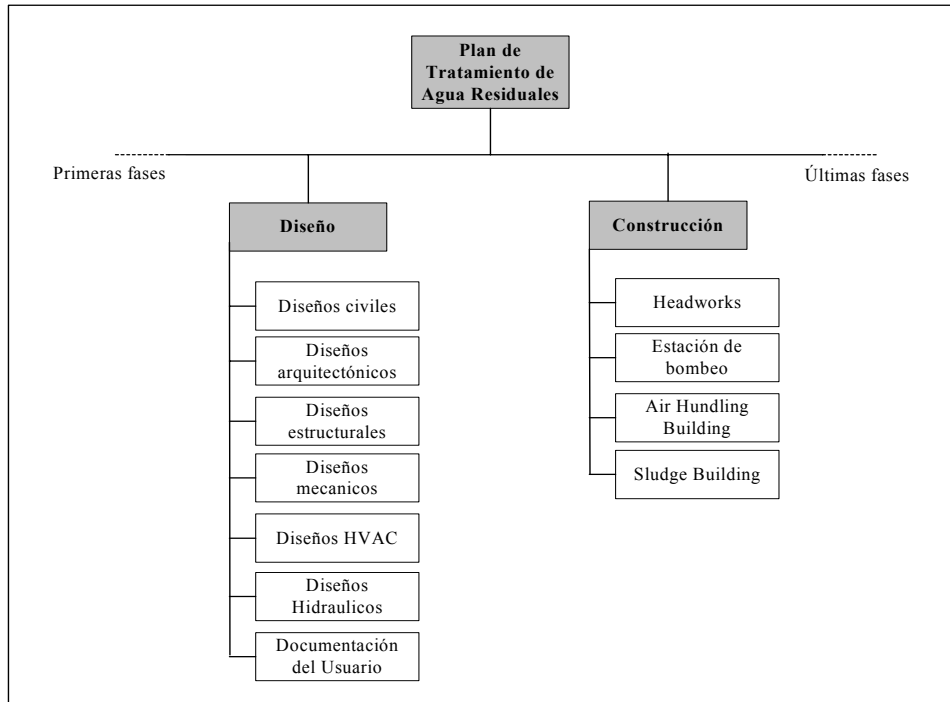 Plan de
Tratamiento de
Agua Residuales
Primeras fases
Últimas fases
Diseño
Diseños civiles
Diseños
arquitectónicos
Diseños
estructurales
Diseños
mecanicos
Diseños HVAC
Diseños
Hidraulicos
Documentación
del Usuario
Construcción
Headworks
Estación de
bombeo
Air Hundling
Building
Sludge Building